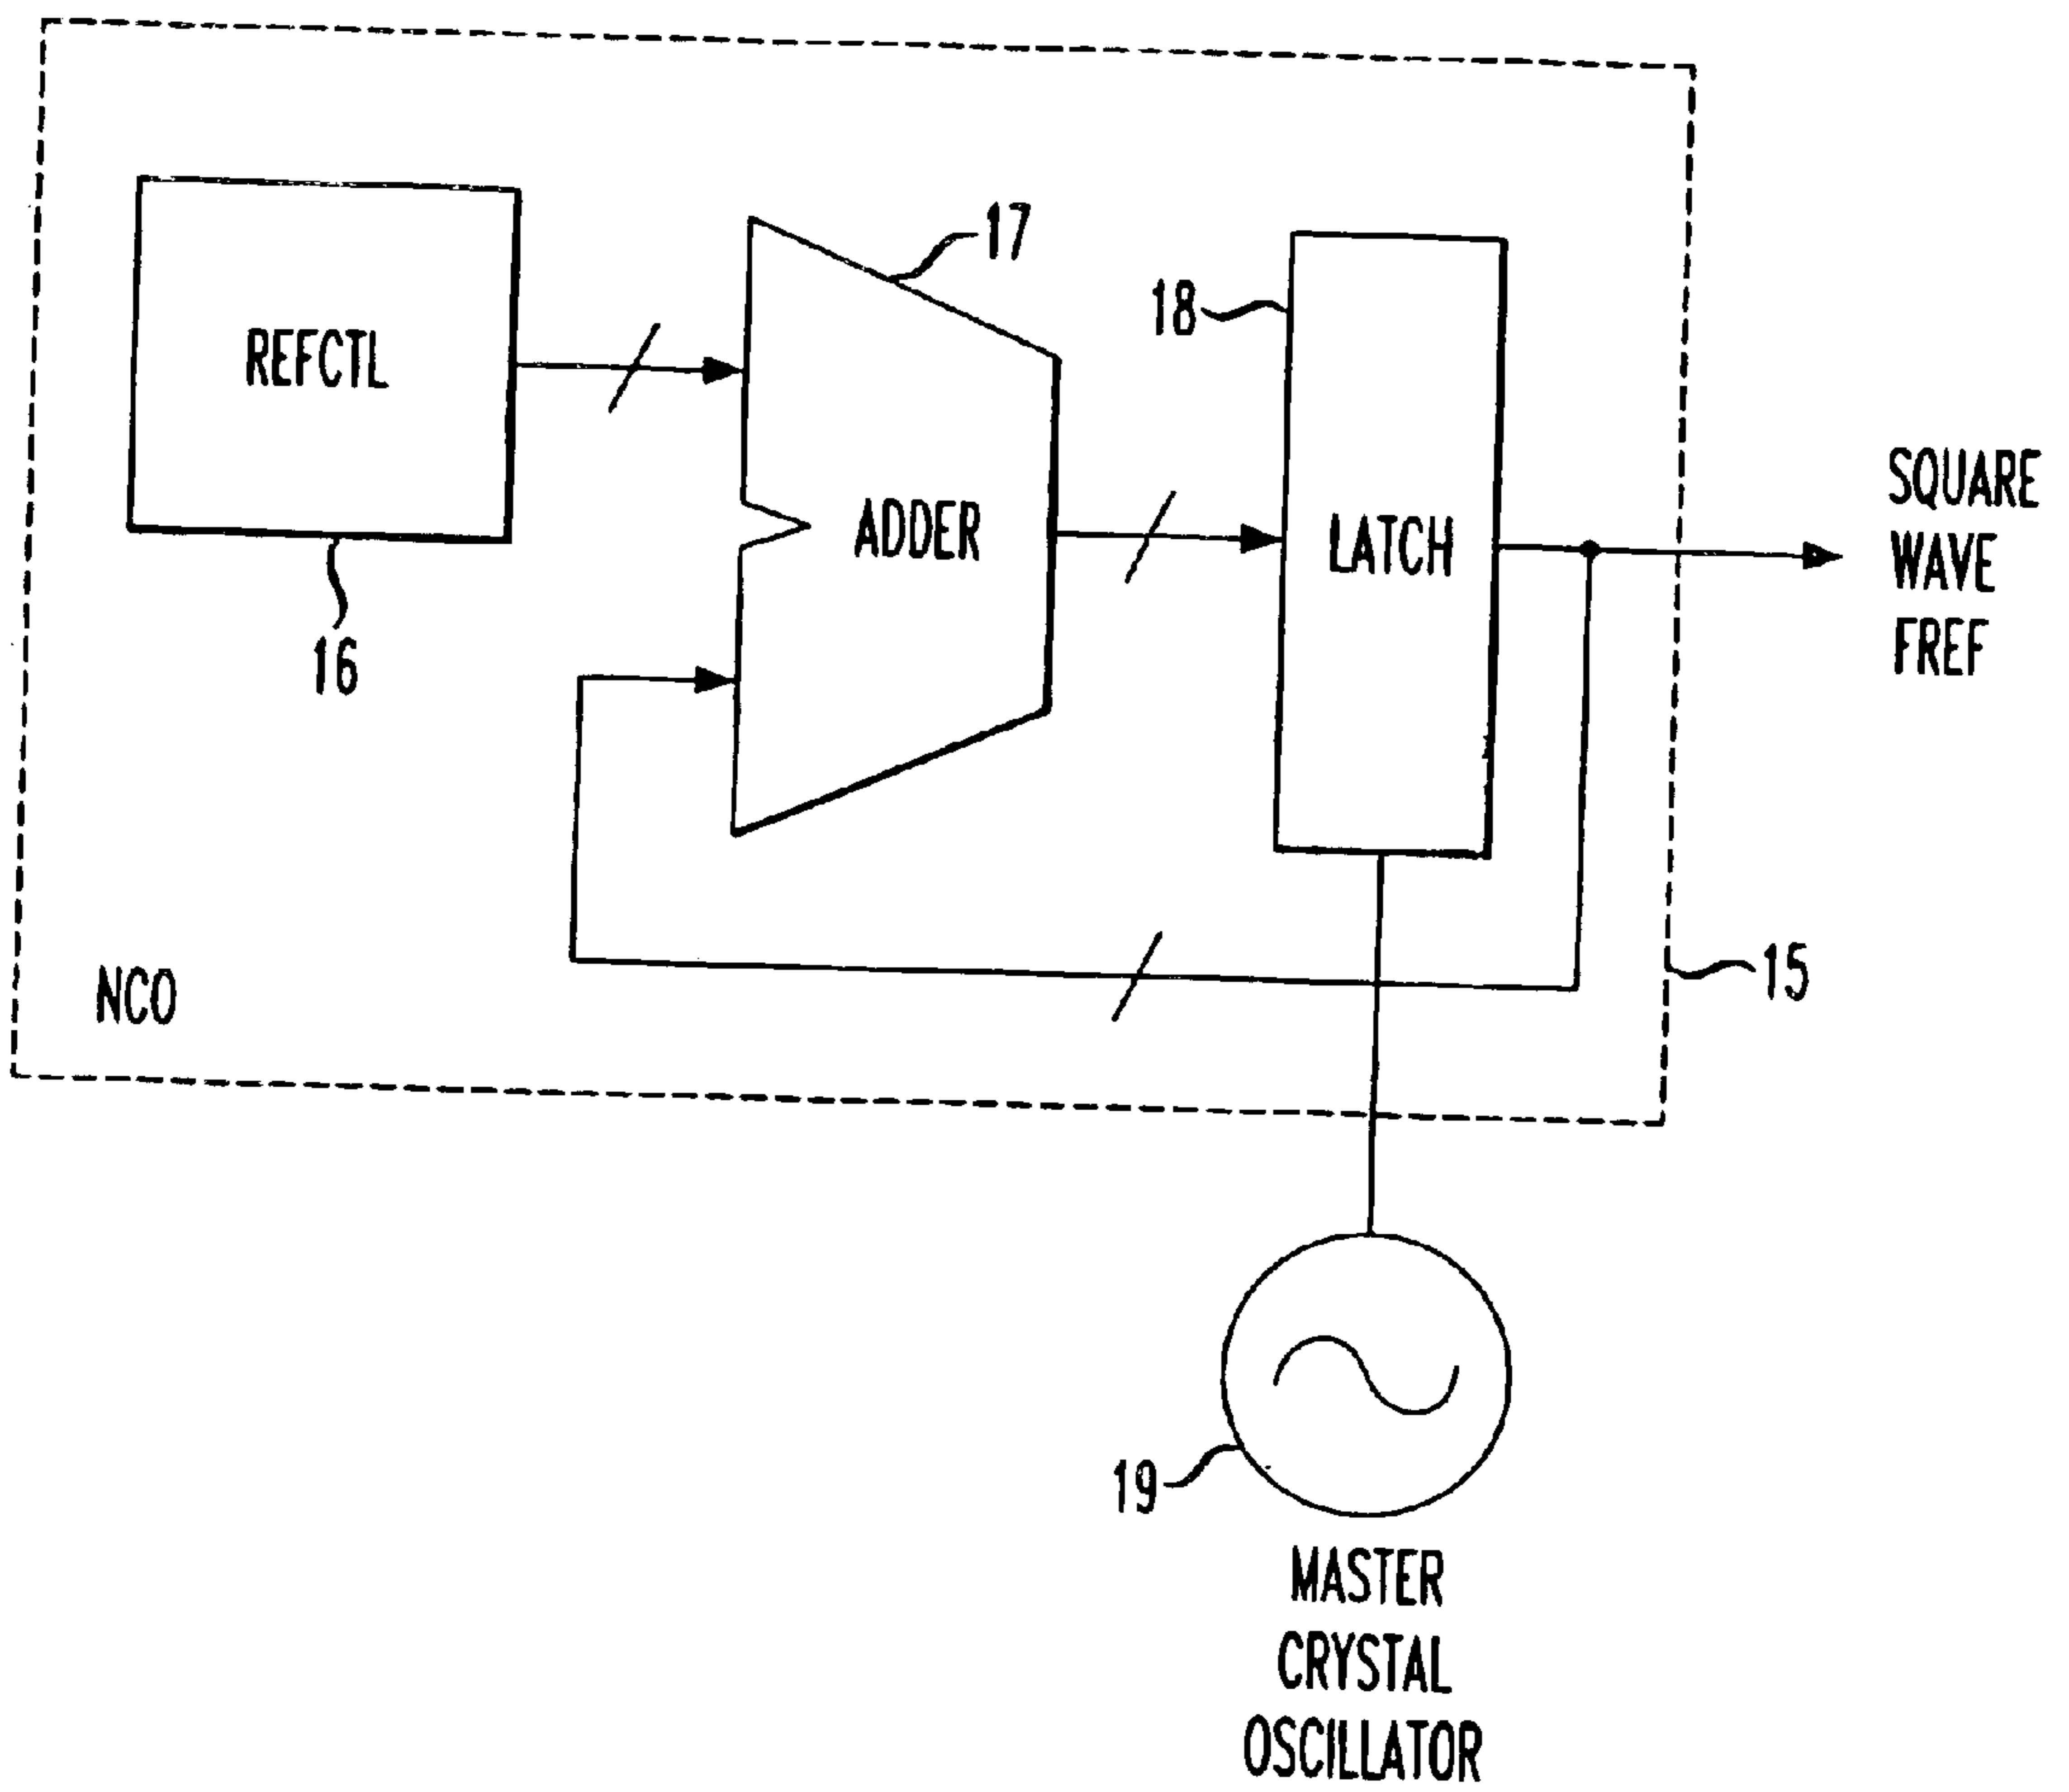 17
18
REFCTL
SQUARE
WAVE
FREF
ADDER
LATCH
16
15
NCO
19
MASTER
CRYSTAL
OSCILLATOR